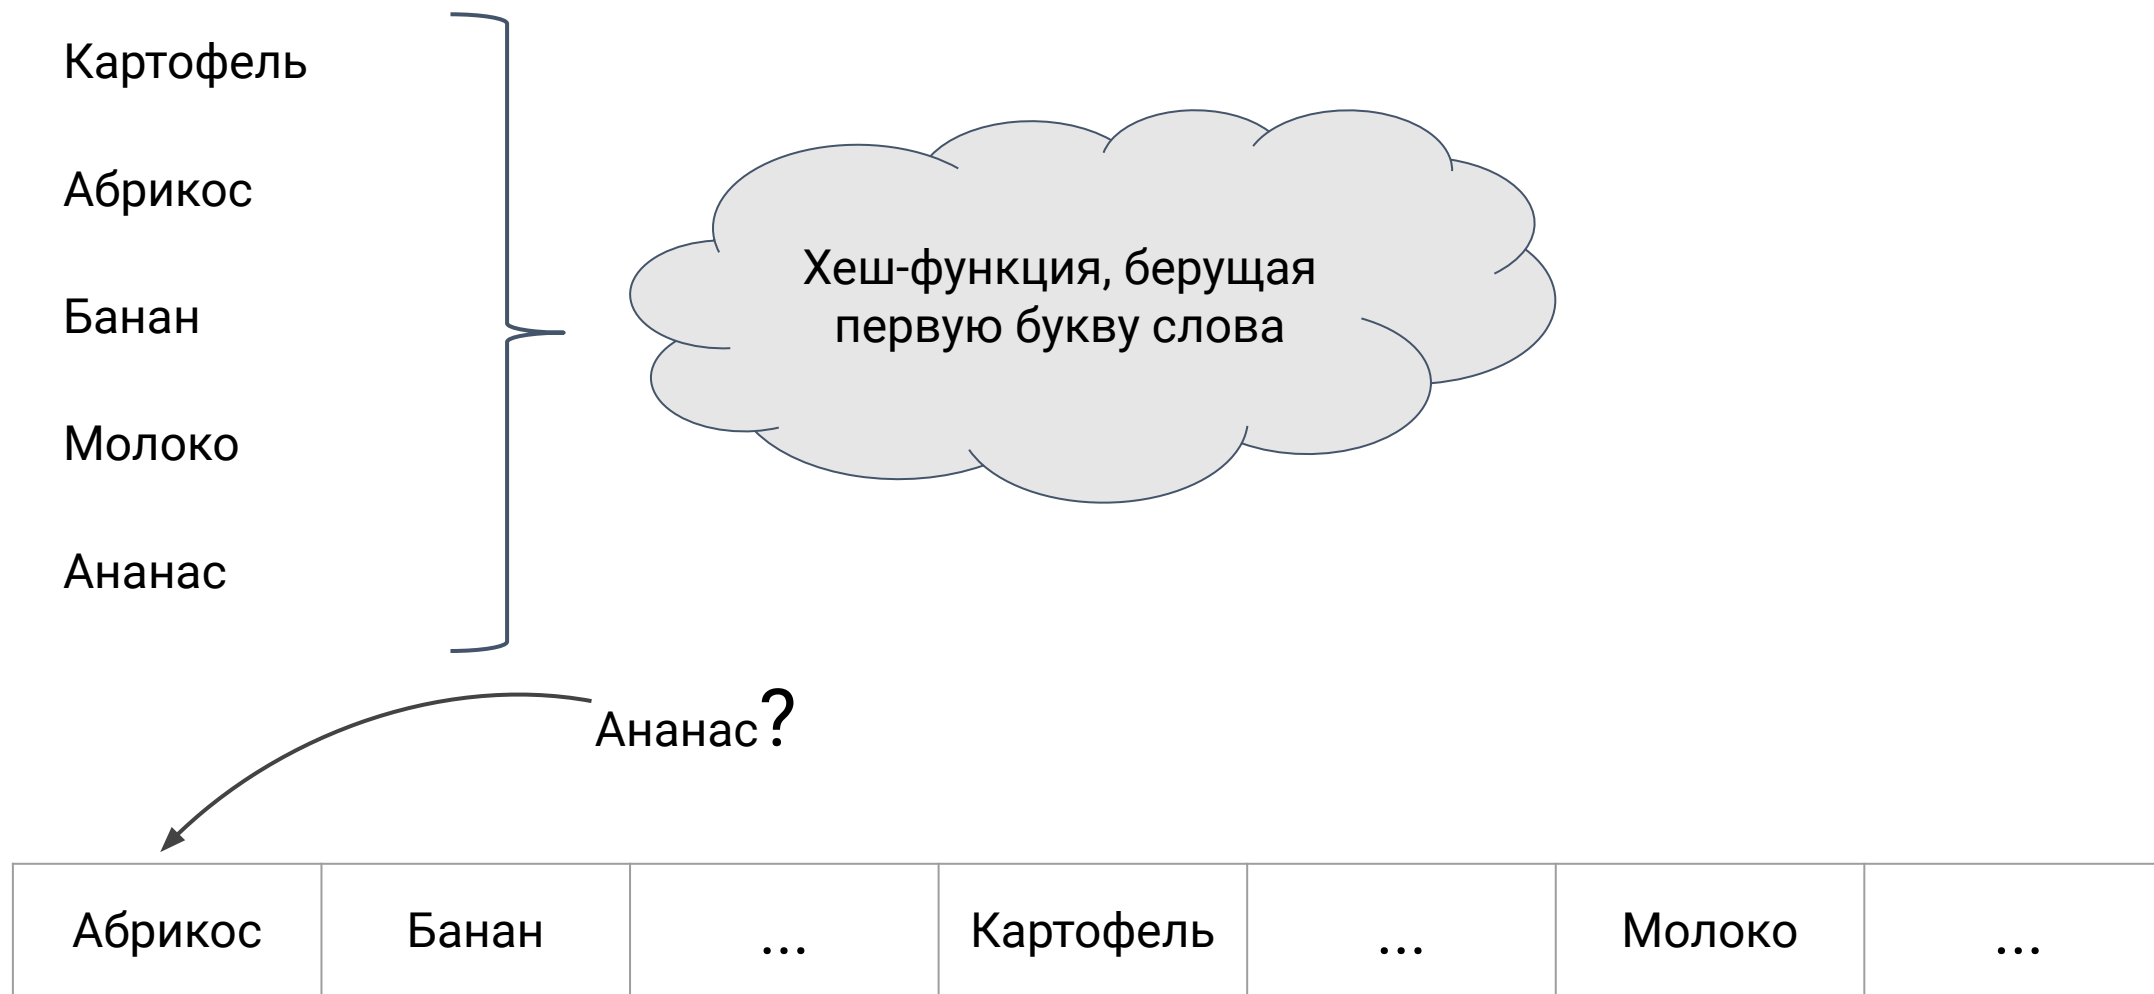 Картофель
Абрикос
Банан
Молоко
Ананас
Хеш-функция, берущая
первую букву слова
Ананас?
Абрикос Банан ... Картофель ... Молоко ...